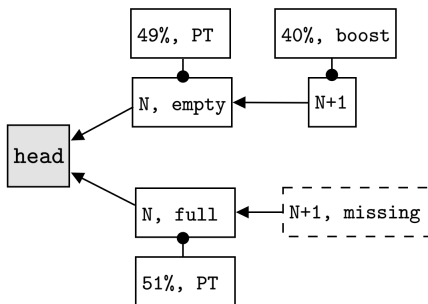 49%, PT
40%, boost
N, empty
N+1
head
N, full
N+1, missing
51%, PT